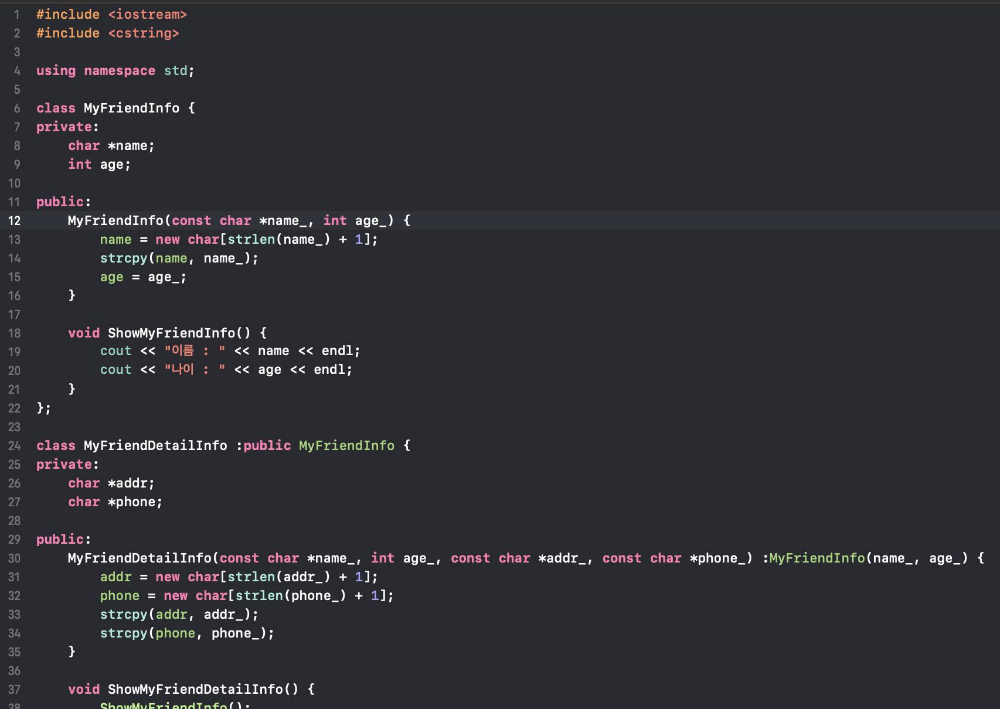 1 #include <iostream>
2 #include <cstring>
3
4 using namespace std;
5
6 class MyFriendInfo {
7 private:
8     char *name;
9     int age;
10
11 public:
12     MyFriendInfo(const char *name_, int age_) {
13         name = new char[strlen(name_) + 1];
14         strcpy(name, name_);
15         age = age_;
16     }
17
18     void ShowMyFriendInfo() {
19         cout << "이름 : " << name << endl;
20         cout << "나이 : " << age << endl;
21     }
22 };
23
24 class MyFriendDetailInfo :public MyFriendInfo {
25 private:
26     char *addr;
27     char *phone;
28
29 public:
30     MyFriendDetailInfo(const char *name_, int age_, const char *addr_, const char *phone_) :MyFriendInfo(name_, age_) {
31         addr = new char[strlen(addr_) + 1];
32         phone = new char[strlen(phone_) + 1];
33         strcpy(addr, addr_);
34         strcpy(phone, phone_);
35     }
36
37     void ShowMyFriendDetailInfo() {
38         ShowMyFriendInfo();